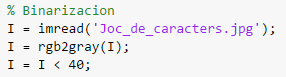 % Binarizacion
I = imread('Joc_de_caracters.jpg');
I = rgb2gray(I);
I = I < 40;